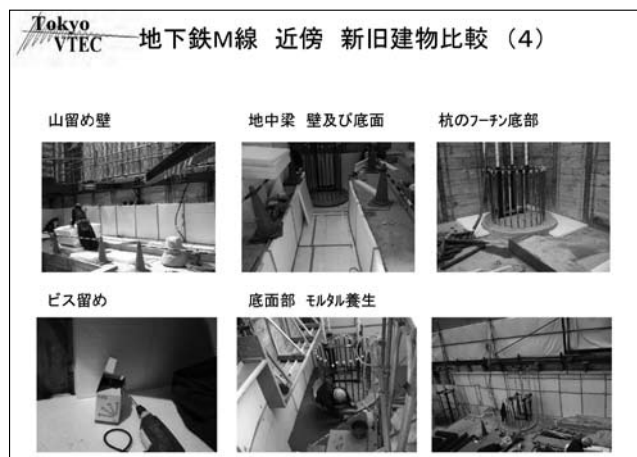 Tokyo
VTEC
地下鉄M線 近傍 新旧建物比較 (4)
山留め壁
地中梁 壁及び底面
杭のフーチン底部
ビス留め
底面部 モルタル養生